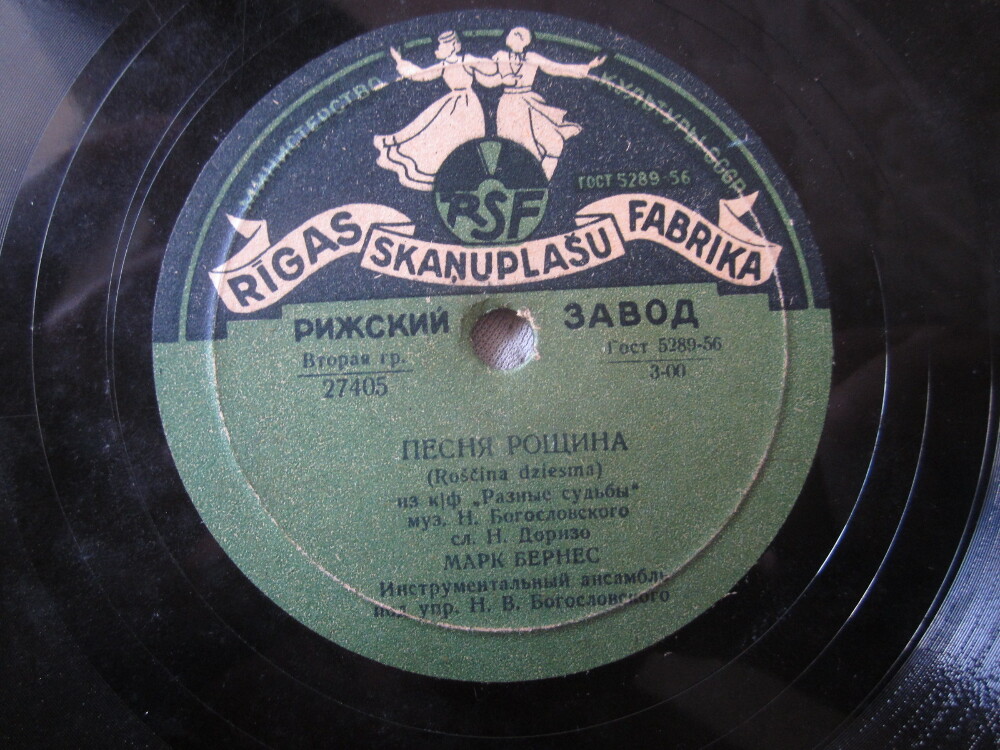 МИНИСТЕРСТВО КУЛЬТУРЫ СССР
ГОСТ 5289-56
RSF
RĪGAS SKAŅUPLAŠU FABRIKA
РИЖСКИЙ ЗАВОД
Вторая гр. Гост 5289-56
27405 3-00
ПЕСНЯ РОЩИНА
(Roščina dziesma)
из к|ф „Разные судьбы"
муз. Н. Богословского
сл. Н. Доризо
МАРК БЕРНЕС
Инструментальный ансамбль
под упр. Н. В. Богословского